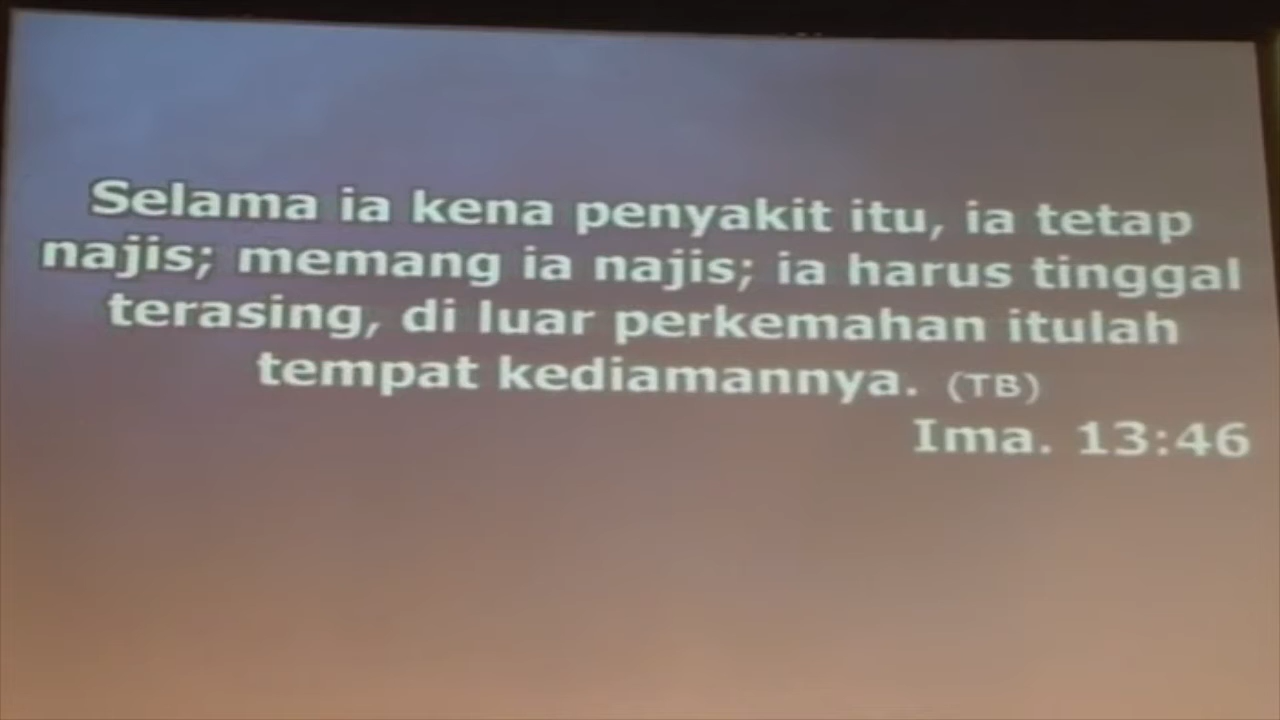 Selama ia kena penyakit itu, ia tetap
najis; memang ia najis; ia harus tinggal
terasing, di luar perkemahan itulah
tempat kediamannya. (TB)
Ima. 13:46